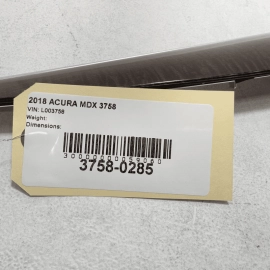 2018 ACURA MDX 3758
VIN: L003758
Weight:
Dimensions:
3758-0285